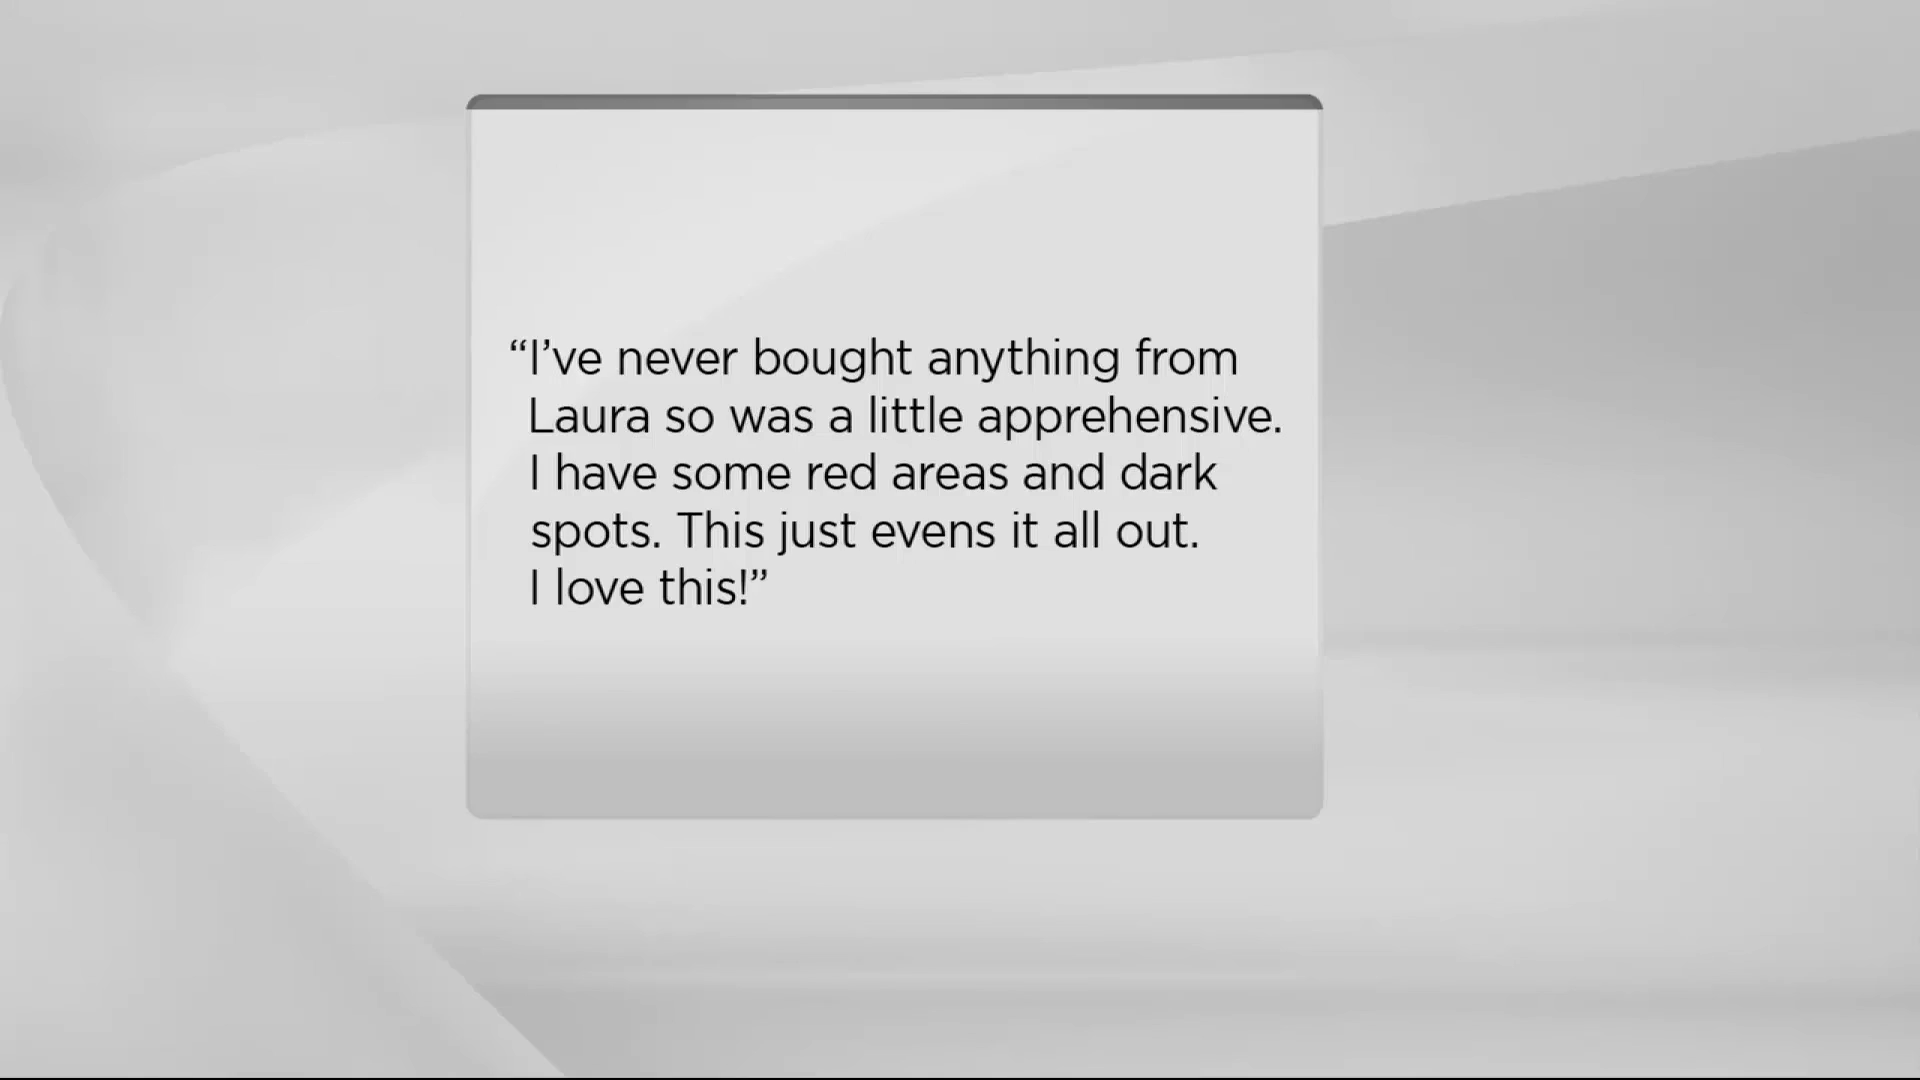 “I’ve never bought anything from
Laura so was a little apprehensive.
I have some red areas and dark
spots. This just evens it all out.
I love this!”